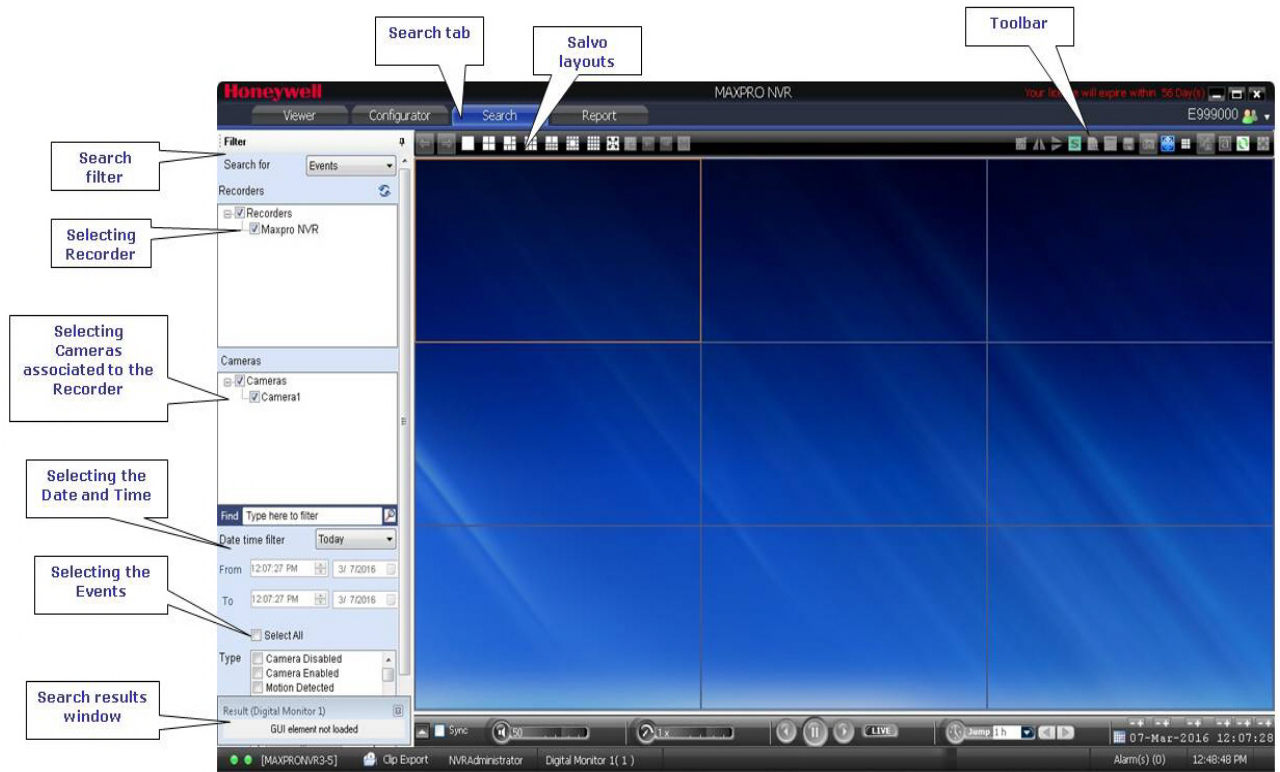 Search tab
Salvo
layouts
Toolbar
Honeywell
MAXPRO NVR
Your license will expire within 56 Day(s)
Viewer
Configurator
Search
Report
E999000
Search
filter
Filter
Search for
Events
Recorders
Selecting
Recorder
Recorders
Maxpro NVR
Selecting
Cameras
associated to the
Recorder
Cameras
Cameras
Camera1
Selecting the
Date and Time
Find
Type here to filter
Date time filter
Today
From
12:07:27 PM
3/ 7/2016
Selecting the
Events
To
12:07:27 PM
3/ 7/2016
Select All
Type
Camera Disabled
Camera Enabled
Motion Detected
Search results
window
Result (Digital Monitor 1)
GUI element not loaded
Sync
50
1x
LIVE
Jump
1 h
07-Mar-2016 12:07:28
[MAXPRONVR3-5]
Clip Export
NVRAdministrator
Digital Monitor 1( 1 )
Alarm(s) (0)
12:48:48 PM